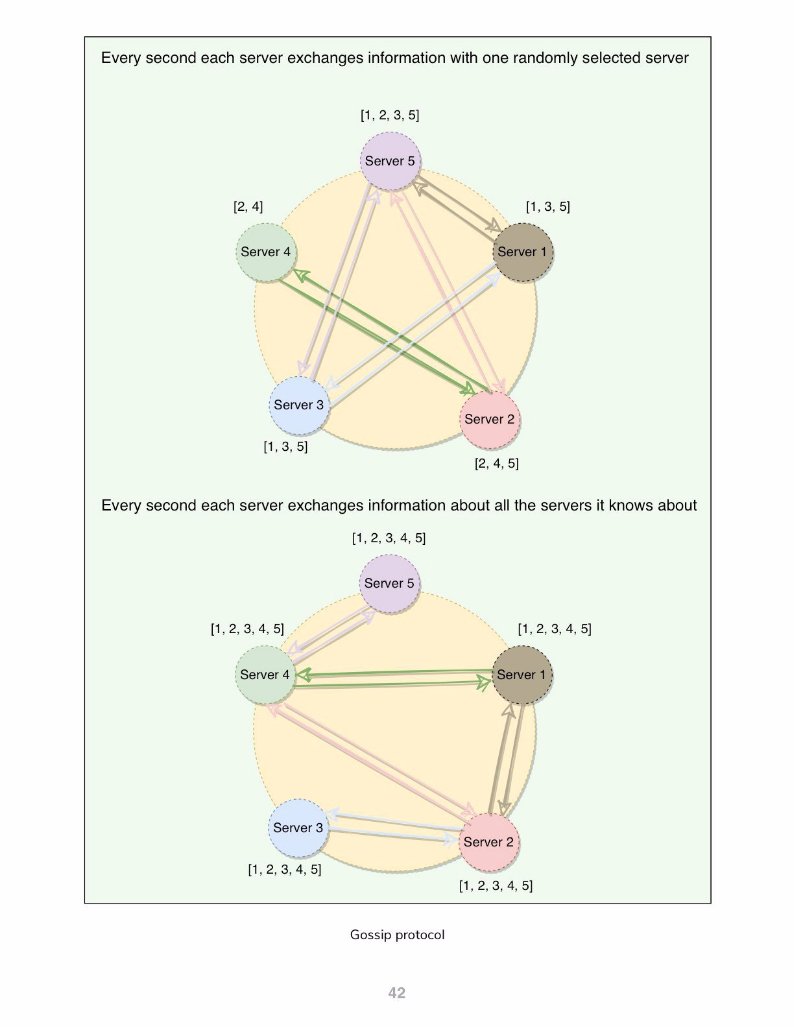 Every second each server exchanges information with one randomly selected server
[1, 2, 3, 5]
Server 5
[2, 4]
[1, 3, 5]
Server 4
Server 1
Server 3
Server 2
[1, 3, 5]
[2, 4, 5]
Every second each server exchanges information about all the servers it knows about
[1, 2, 3, 4, 5]
Server 5
[1, 2, 3, 4, 5]
[1, 2, 3, 4, 5]
Server 4
Server 1
Server 3
Server 2
[1, 2, 3, 4, 5]
[1, 2, 3, 4, 5]
Gossip protocol
42